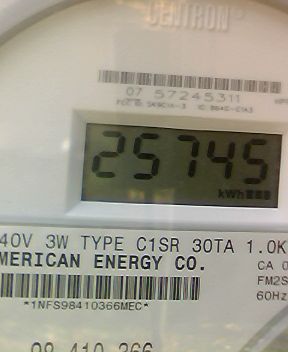 CENTRON
07 57245311
25745
kWh
40V 3W TYPE C1SR 30TA 1.0K
MERICAN ENERGY CO.
CA 0
FM2S
*1NFS98410366MEC*
60Hz
98 410 366